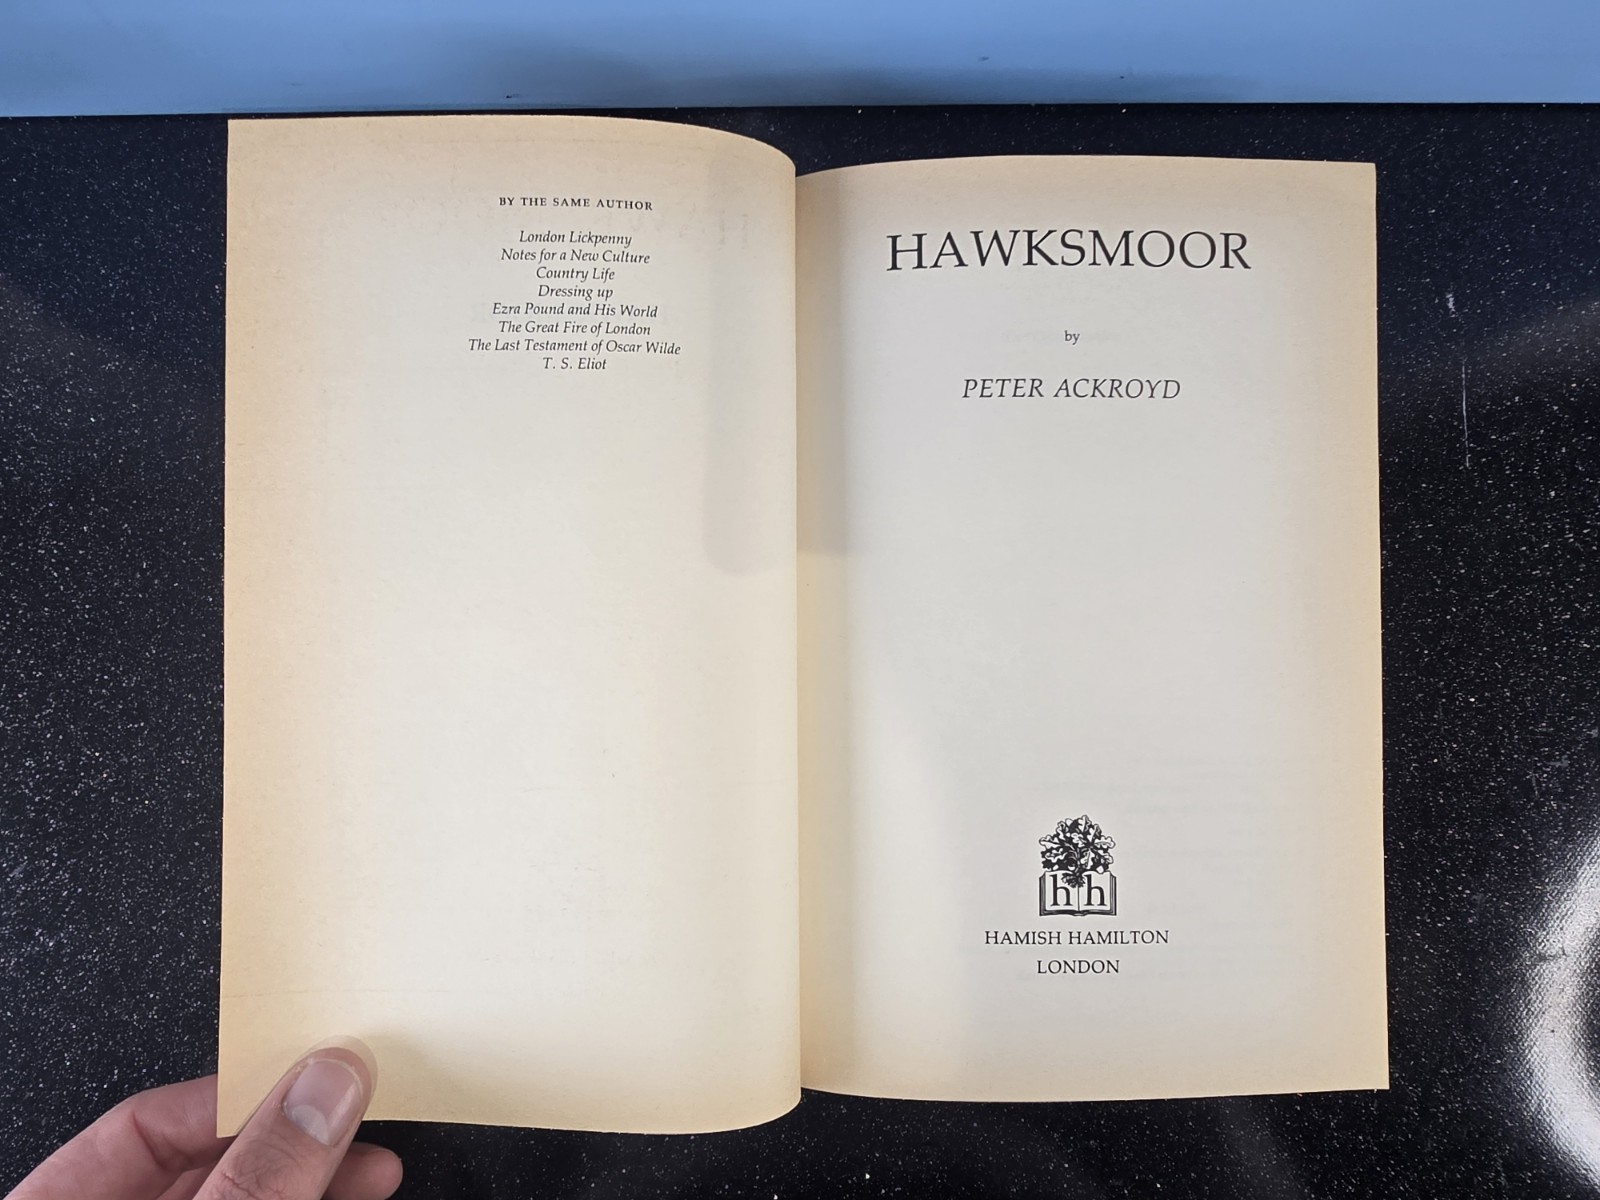 BY THE SAME AUTHOR
London Lickpenny
Notes for a New Culture
Country Life
Dressing up
Ezra Pound and His World
The Great Fire of London
The Last Testament of Oscar Wilde
T. S. Eliot
HAWKSMOOR
by
PETER ACKROYD
h h
HAMISH HAMILTON
LONDON